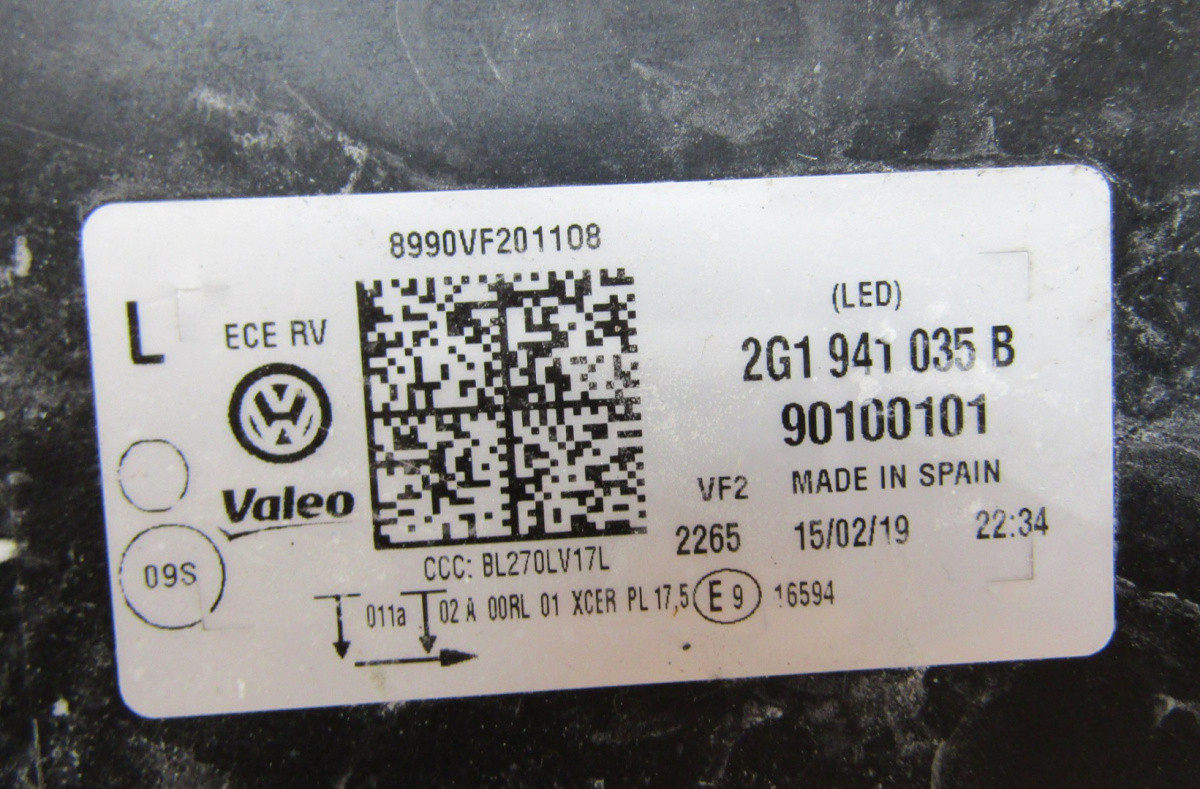 8990VF201108
L
ECE RV
(LED)
2G1 941 035 B
90100101
Valeo
VF2 MADE IN SPAIN
2265 15/02/19 22:34
09S
CCC: BL270LV17L
011a 02 A 00RL 01 XCER PL 17,5 E 9 16594